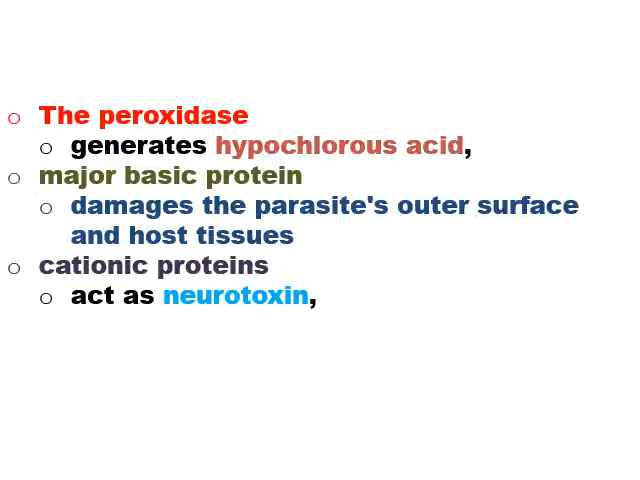 The peroxidase
generates hypochlorous acid,
major basic protein
damages the parasite's outer surface
and host tissues
cationic proteins
act as neurotoxin,